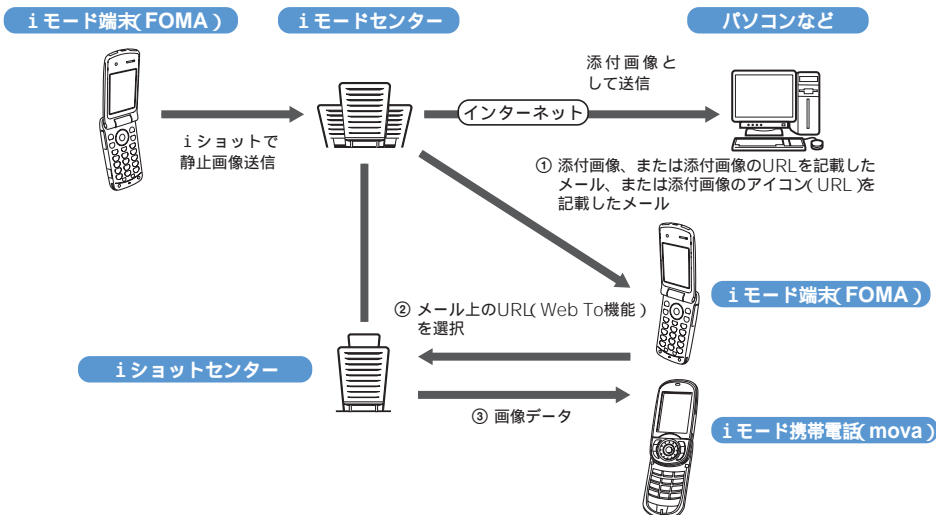 iモード端末(FOMA)
iモードセンター
パソコンなど
添付画像と
して送信
インターネット
iショットで
静止画像送信
① 添付画像、または添付画像のURLを記載した
メール、または添付画像のアイコン(URL)を
記載したメール
iモード端末(FOMA)
② メール上のURL(Web To機能)
を選択
iショットセンター
③ 画像データ
iモード携帯電話(mova)